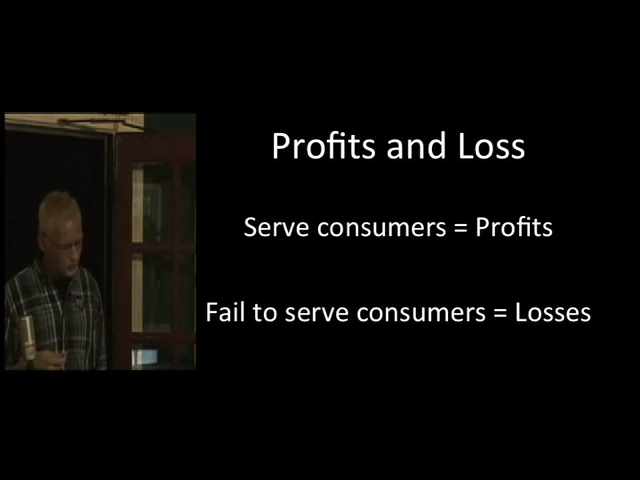 Profits and Loss
Serve consumers = Profits
Fail to serve consumers = Losses